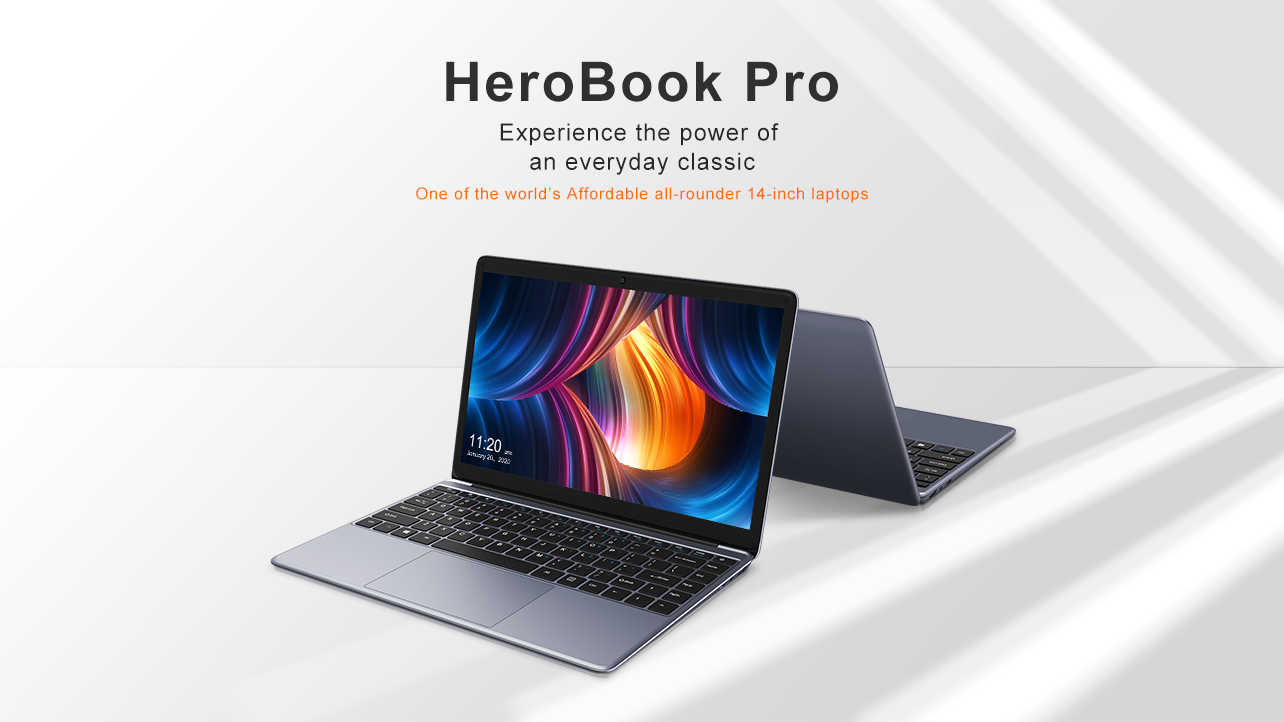 HeroBook Pro
Experience the power of
an everyday classic
One of the world's Affordable all-rounder 14-inch laptops
11:20 am
January 20, 2020